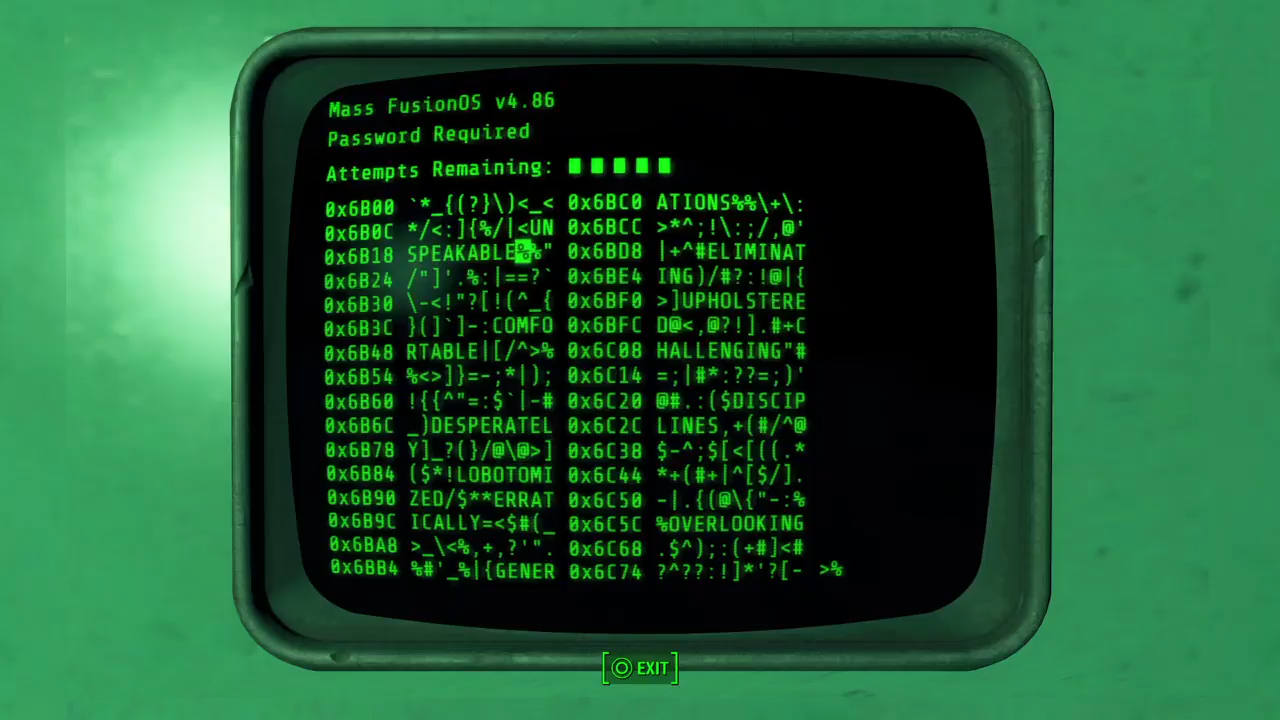 Mass FusionOS v4.86
Password Required
Attempts Remaining: ■ ■ ■ ■ ■
0x6B00 `*_{(?}\)<_< 0x6BC0 ATIONS%%\+\:
0x6B0C */<:]{%/|<UN 0x6BCC >*^;!\:;/,@'
0x6B18 SPEAKABLE%%" 0x6BD8 |+^#ELIMINAT
0x6B24 /"]'.%:|==?` 0x6BE4 ING)/#?:!@|{
0x6B30 \-<!"?[!(^_{ 0x6BF0 >]UPHOLSTERE
0x6B3C }(]`]-:COMFO 0x6BFC D@<,@?!].#+C
0x6B48 RTABLE|[/^>% 0x6C08 HALLENGING"#
0x6B54 %<>]}=-;*|); 0x6C14 =;|#*:??=;)'
0x6B60 !{{^"=:$`|-# 0x6C20 @#.:($DISCIP
0x6B6C _)DESPERATEL 0x6C2C LINES,+(#/^@
0x6B78 Y]_?(}/@\@>] 0x6C38 $-^;$[<[((.*
0x6B84 ($*!LOBOTOMI 0x6C44 *+(#+|^[$/].
0x6B90 ZED/$**ERRAT 0x6C50 -|.{(@\{"-:%
0x6B9C ICALLY=<$#(_ 0x6C5C %OVERLOOKING
0x6BA8 >_\<%,+,?'". 0x6C68 .$^);:(+#]<#
0x6BB4 %#'_%|{GENER 0x6C74 ?^??:!]*'?[- >%
EXIT